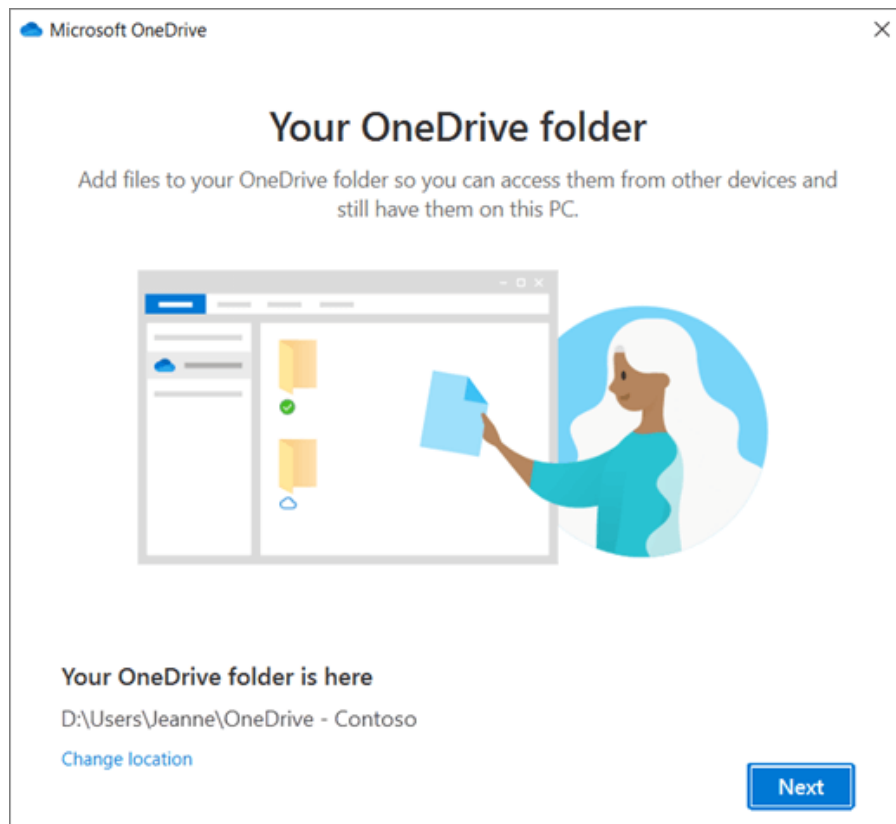 Microsoft OneDrive
Your OneDrive folder
Add files to your OneDrive folder so you can access them from other devices and
still have them on this PC.
Your OneDrive folder is here
D:\Users\Jeanne\OneDrive - Contoso
Change location
Next